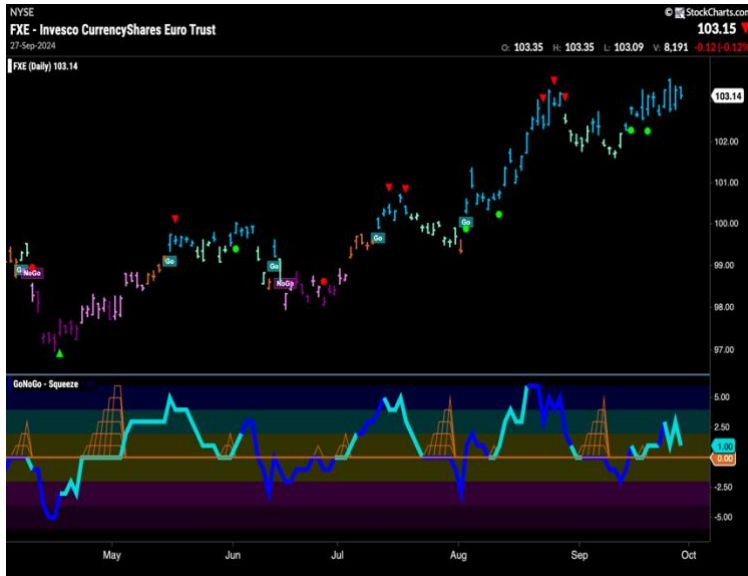 NYSE
© StockCharts.com
FXE - Invesco CurrencyShares Euro Trust
103.15
27-Sep-2024
O: 103.35 H: 103.35 L: 103.09 V: 8,191 -0.12 (-0.12%)
FXE (Daily) 103.14
103.14
102.00
101.00
100.00
99.00
98.00
97.00
Go
NoGo
Go
Go
NoGo
Go
Go
GoNoGo - Squeeze
5.00
2.50
1.00
0.00
-2.50
-5.00
May Jun Jul Aug Sep Oct